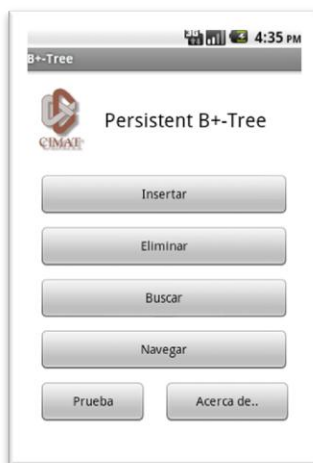 4:35 PM
B+-Tree
CIMAT
Persistent B+-Tree
Insertar
Eliminar
Buscar
Navegar
Prueba Acerca de..